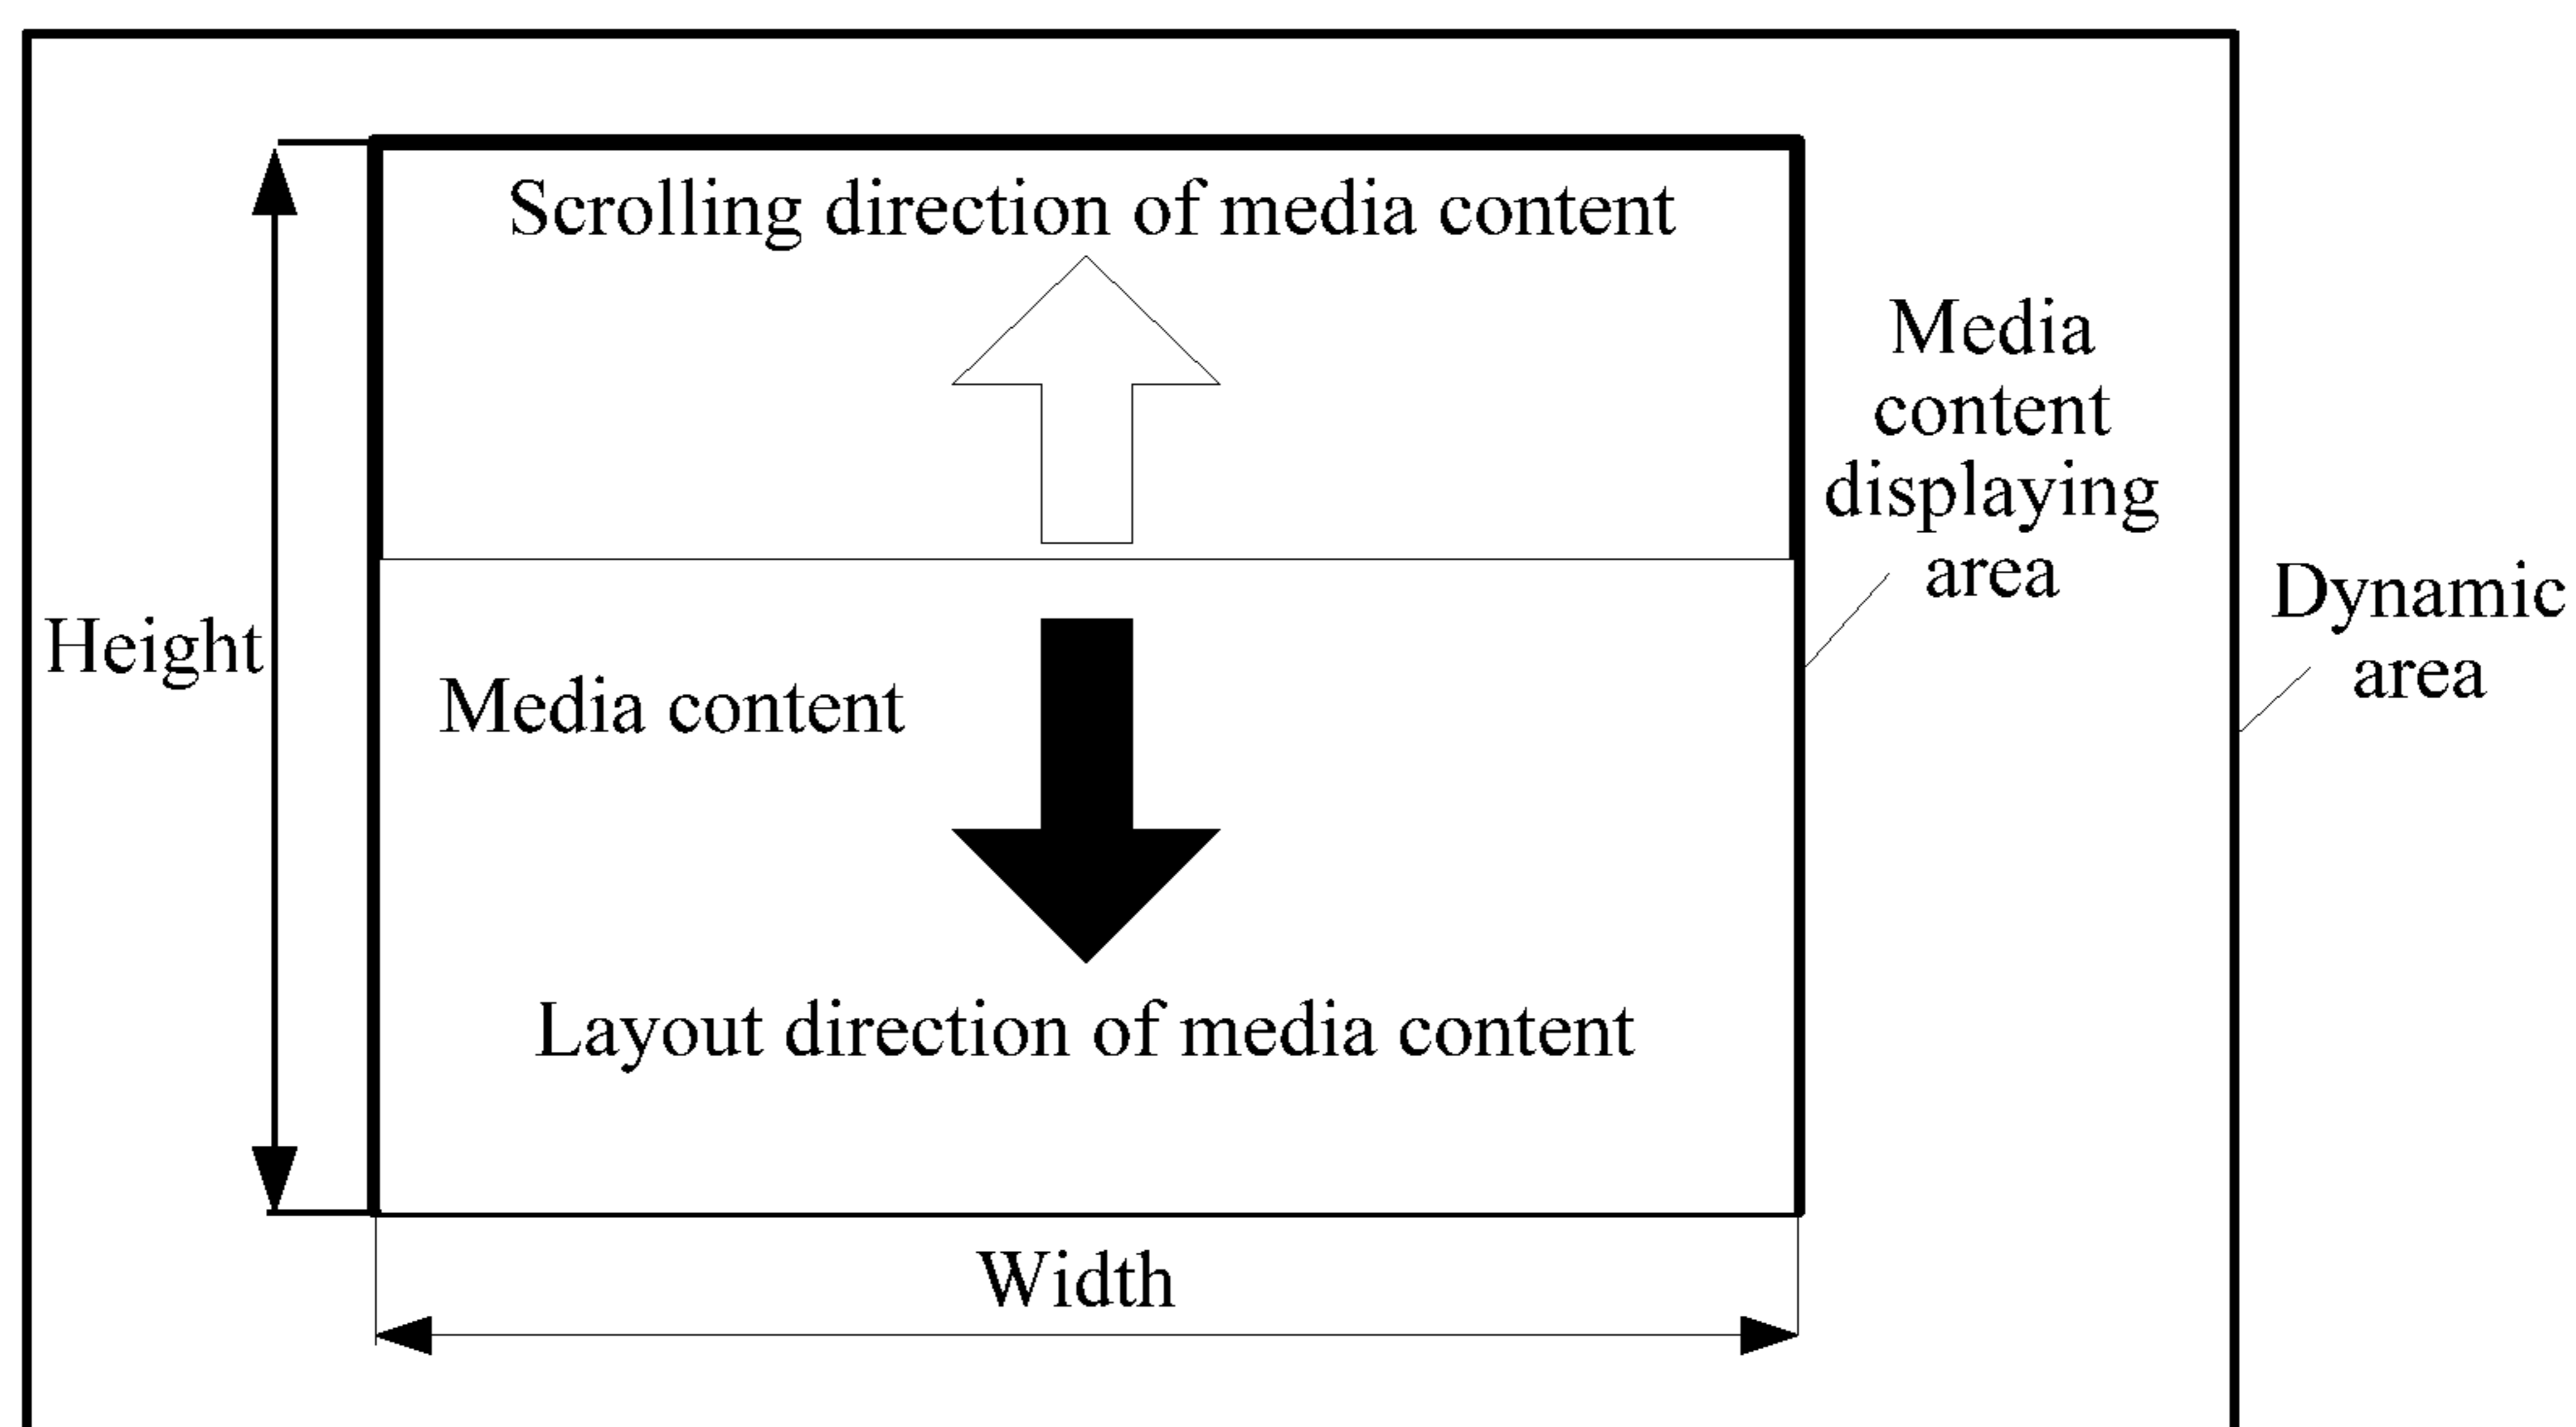 Scrolling direction of media content
Media
content
displaying
area
Dynamic
area
Height
Media content
Layout direction of media content
Width